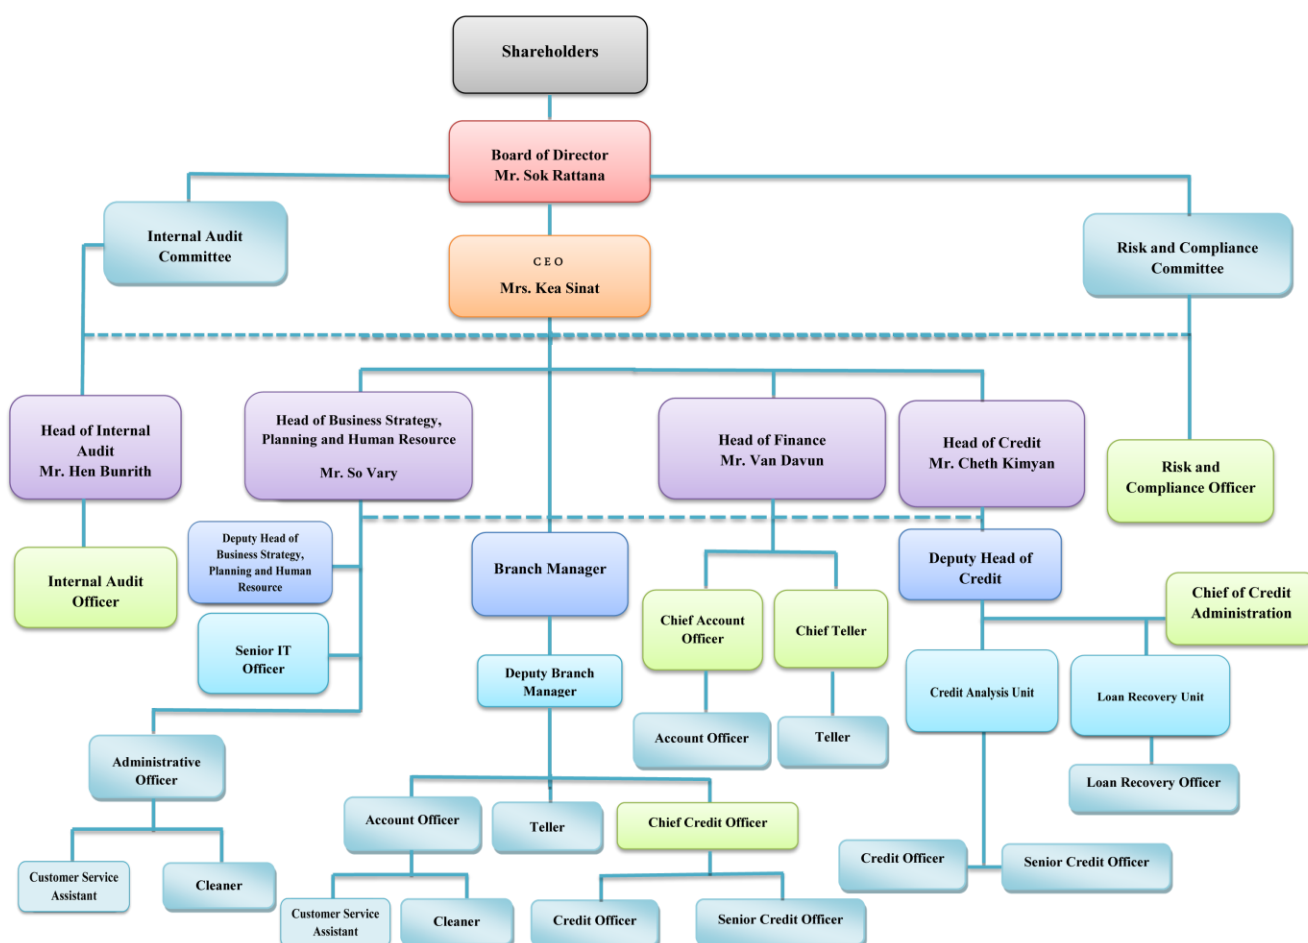 Shareholders
Board of Director
Mr. Sok Rattana
Internal Audit
Committee
CEO
Mrs. Kea Sinat
Risk and Compliance
Committee
Head of Internal
Audit
Mr. Hen Bunrith
Head of Business Strategy,
Planning and Human Resource
Mr. So Vary
Head of Finance
Mr. Van Davun
Head of Credit
Mr. Cheth Kimyan
Risk and
Compliance Officer
Internal Audit
Officer
Deputy Head of
Business Strategy,
Planning and Human
Resource
Branch Manager
Deputy Head of
Credit
Chief of Credit
Administration
Senior IT
Officer
Chief Account
Officer
Chief Teller
Deputy Branch
Manager
Credit Analysis Unit
Loan Recovery Unit
Administrative
Officer
Account Officer
Teller
Loan Recovery Officer
Account Officer
Teller
Chief Credit Officer
Credit Officer
Senior Credit Officer
Customer Service
Assistant
Cleaner
Customer Service
Assistant
Cleaner
Credit Officer
Senior Credit Officer